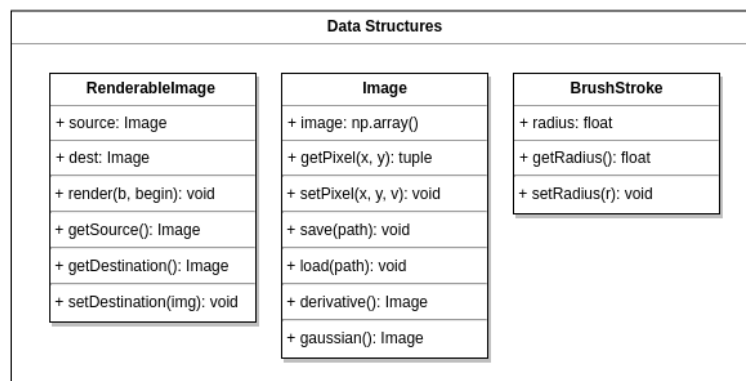 Data Structures
RenderableImage
+ source: Image
+ dest: Image
+ render(b, begin): void
+ getSource(): Image
+ getDestination(): Image
+ setDestination(img): void
Image
+ image: np.array()
+ getPixel(x, y): tuple
+ setPixel(x, y, v): void
+ save(path): void
+ load(path): void
+ derivative(): Image
+ gaussian(): Image
BrushStroke
+ radius: float
+ getRadius(): float
+ setRadius(r): void